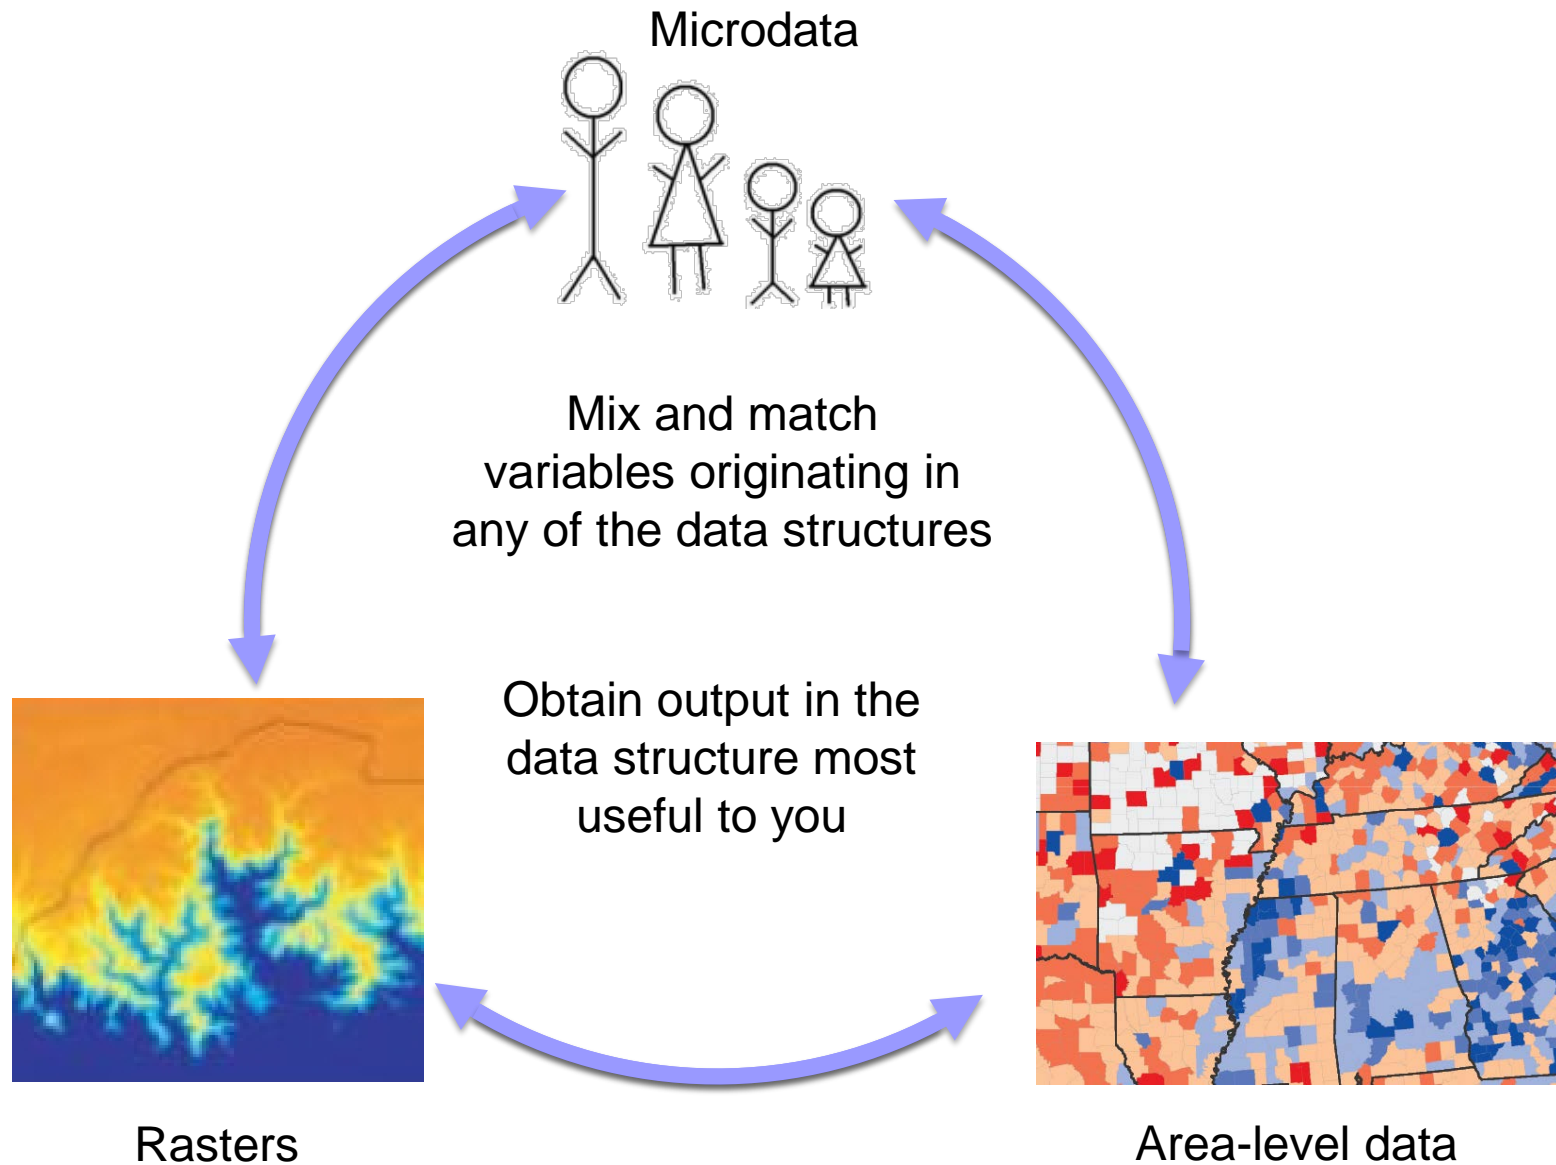 Microdata
Mix and match
variables originating in
any of the data structures
Obtain output in the
data structure most
useful to you
Rasters
Area-level data